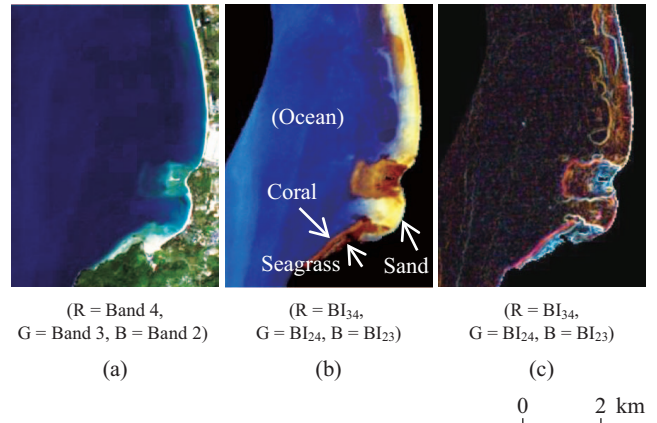 (Ocean)
Coral
Seagrass
Sand
(R = Band 4,
G = Band 3, B = Band 2)
(a)
(R = BI34,
G = BI24, B = BI23)
(b)
(R = BI34,
G = BI24, B = BI23)
(c)
0 2 km